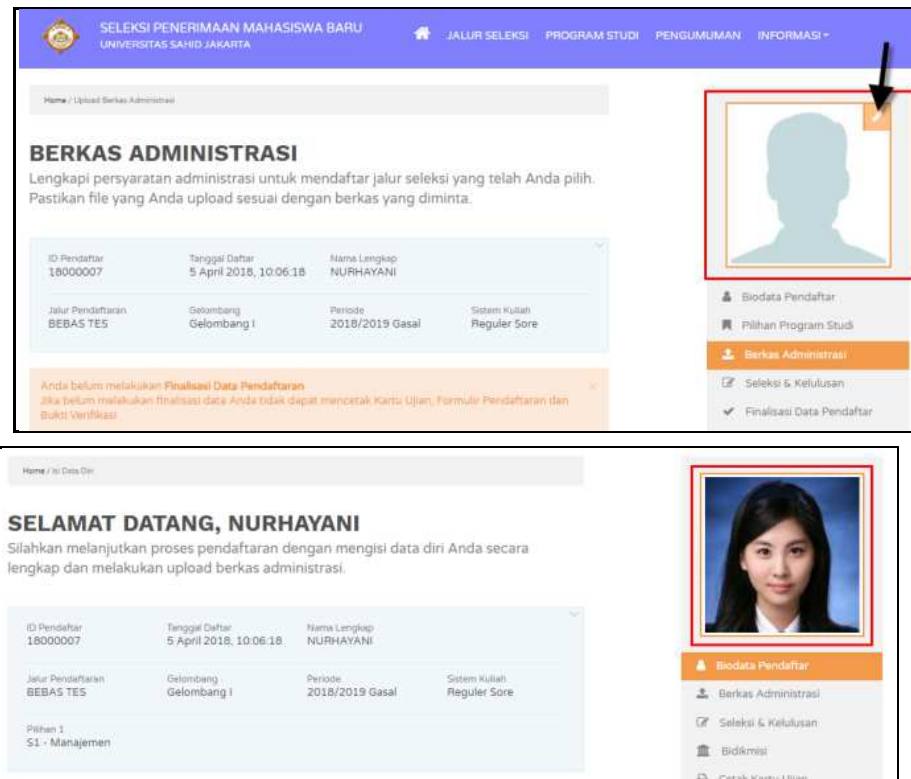 SELEKSI PENERIMAAN MAHASISWA BARU
UNIVERSITAS SAHID JAKARTA
JALUR SELEKSI PROGRAM STUDI PENGUMUMAN INFORMASI
Home / Upload Berkas Administrasi
BERKAS ADMINISTRASI
Lengkapi persyaratan administrasi untuk mendaftar jalur seleksi yang telah Anda pilih.
Pastikan file yang Anda upload sesuai dengan berkas yang diminta.
ID Pendaftar Tanggal Daftar Nama Lengkap
18000007 5 April 2018, 10:06:18 NURHAYANI
Jalur Pendaftaran Gelombang Periode Sistem Kuliah
BEBAS TES Gelombang I 2018/2019 Gasal Reguler Sore
Anda belum melakukan Finalisasi Data Pendaftaran
Jika belum melakukan finalisasi data Anda tidak dapat mencetak Kartu Ujian, Formulir Pendaftaran dan
Bukti Verifikasi
Biodata Pendaftar
Pilihan Program Studi
Berkas Administrasi
Seleksi & Kelulusan
Finalisasi Data Pendaftar
Home / Isi Data Diri
SELAMAT DATANG, NURHAYANI
Silahkan melanjutkan proses pendaftaran dengan mengisi data diri Anda secara
lengkap dan melakukan upload berkas administrasi.
ID Pendaftar Tanggal Daftar Nama Lengkap
18000007 5 April 2018, 10:06:18 NURHAYANI
Jalur Pendaftaran Gelombang Periode Sistem Kuliah
BEBAS TES Gelombang I 2018/2019 Gasal Reguler Sore
Pilihan 1
S1 - Manajemen
Biodata Pendaftar
Berkas Administrasi
Seleksi & Kelulusan
Bidikmisi
Cetak Kartu Ujian